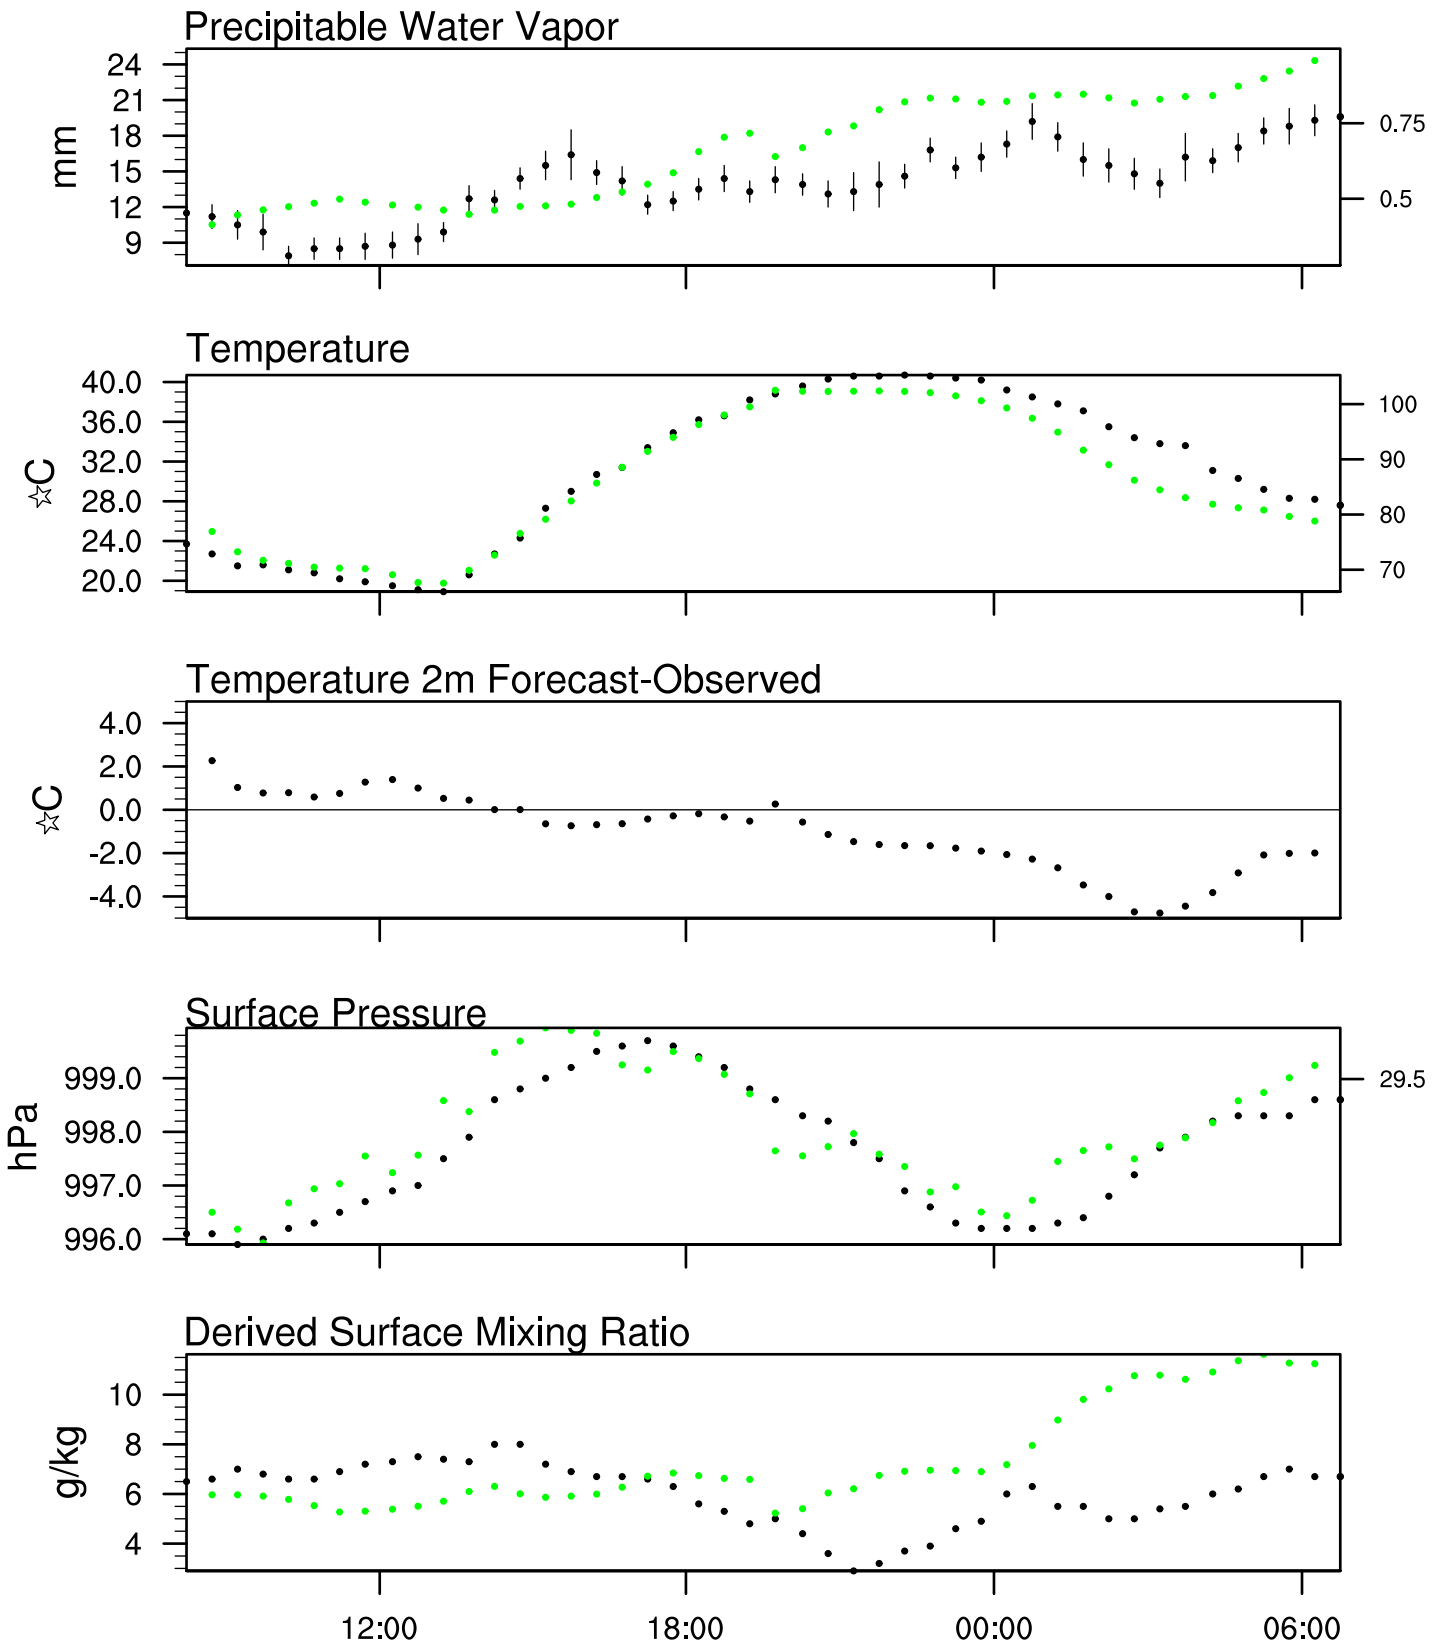 Precipitable Water Vapor
24
21
18
15
12
9
mm
0.75
0.5
Temperature
40.0
36.0
32.0
28.0
24.0
20.0
☆C
100
90
80
70
Temperature 2m Forecast-Observed
4.0
2.0
0.0
-2.0
-4.0
☆C
Surface Pressure
999.0
998.0
997.0
996.0
hPa
29.5
Derived Surface Mixing Ratio
10
8
6
4
g/kg
12:00 18:00 00:00 06:00